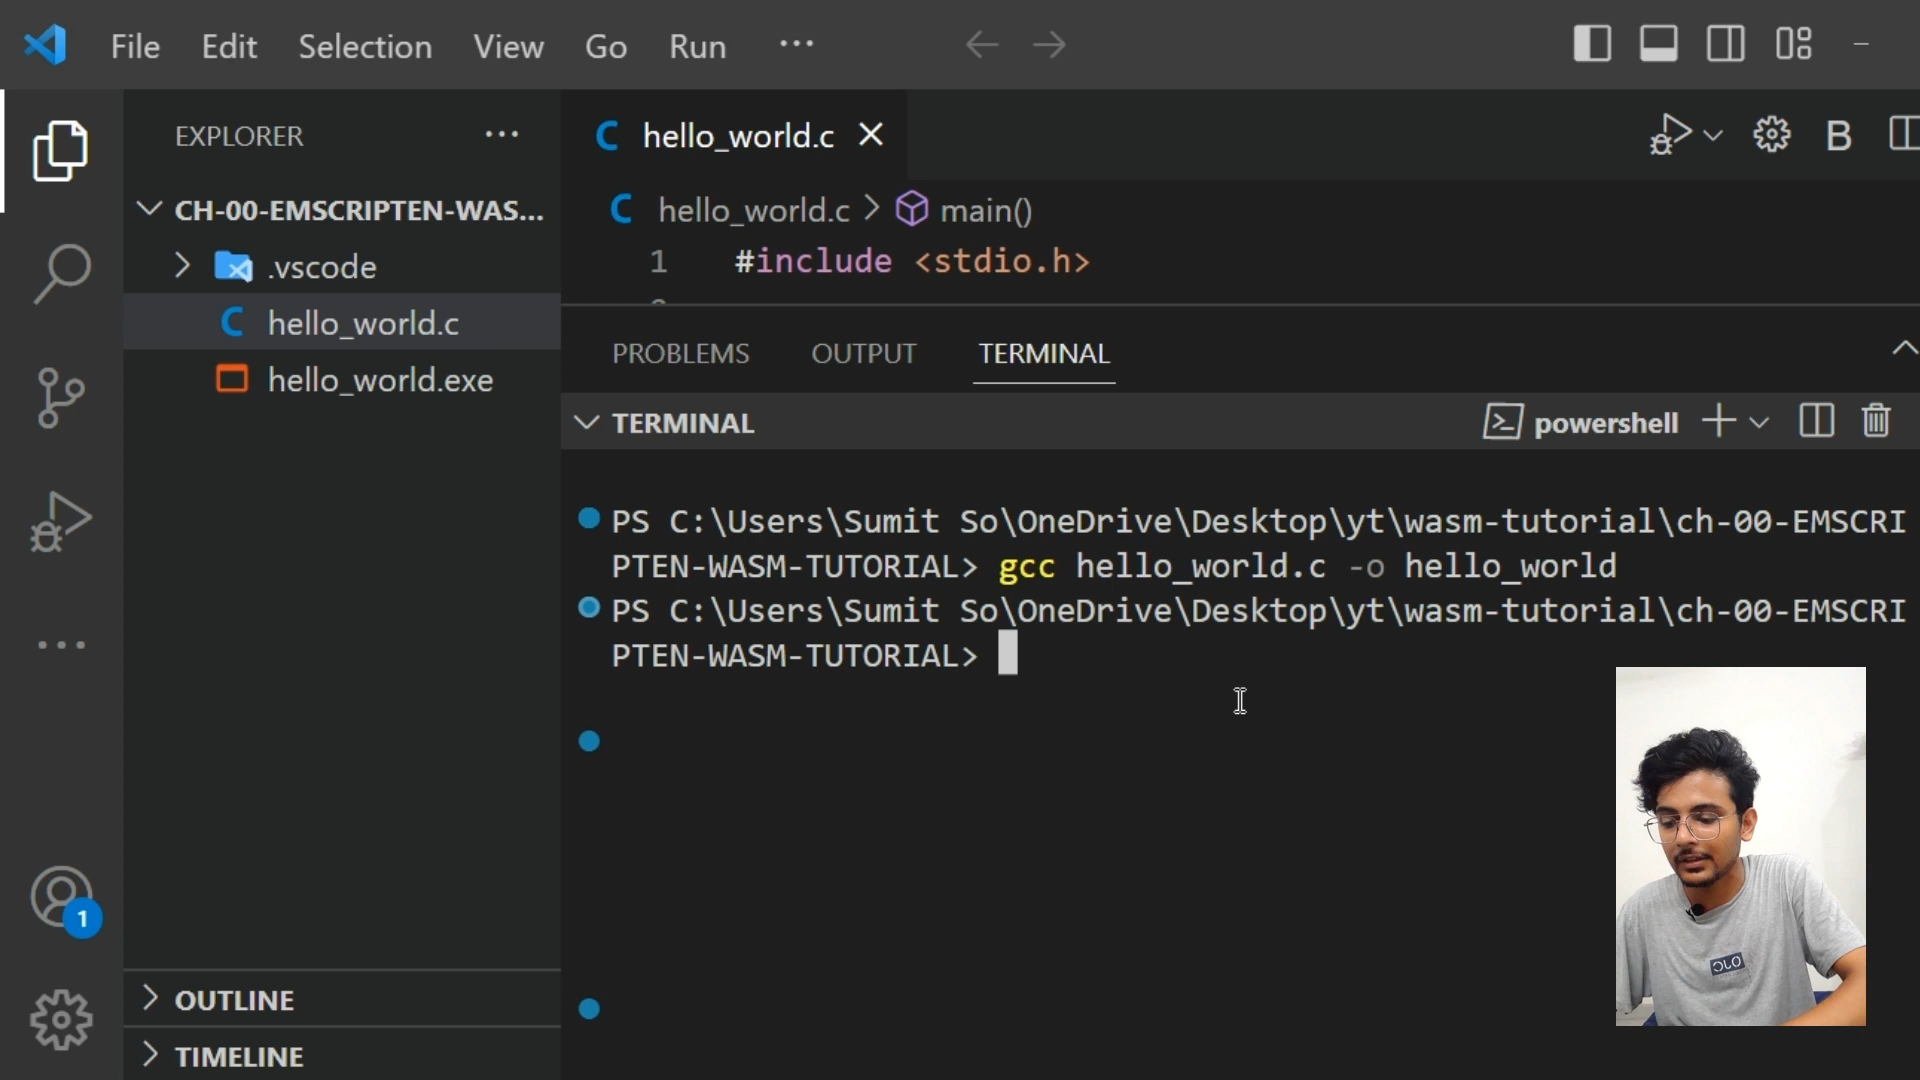 File Edit Selection View Go Run ...
EXPLORER ...
CH-00-EMSCRIPTEN-WAS...
.vscode
hello_world.c
hello_world.exe
OUTLINE
TIMELINE
1
hello_world.c
B
hello_world.c > main()
1 #include <stdio.h>
PROBLEMS OUTPUT TERMINAL
TERMINAL
powershell
PS C:\Users\Sumit So\OneDrive\Desktop\yt\wasm-tutorial\ch-00-EMSCRI
PTEN-WASM-TUTORIAL> gcc hello_world.c -o hello_world
PS C:\Users\Sumit So\OneDrive\Desktop\yt\wasm-tutorial\ch-00-EMSCRI
PTEN-WASM-TUTORIAL>